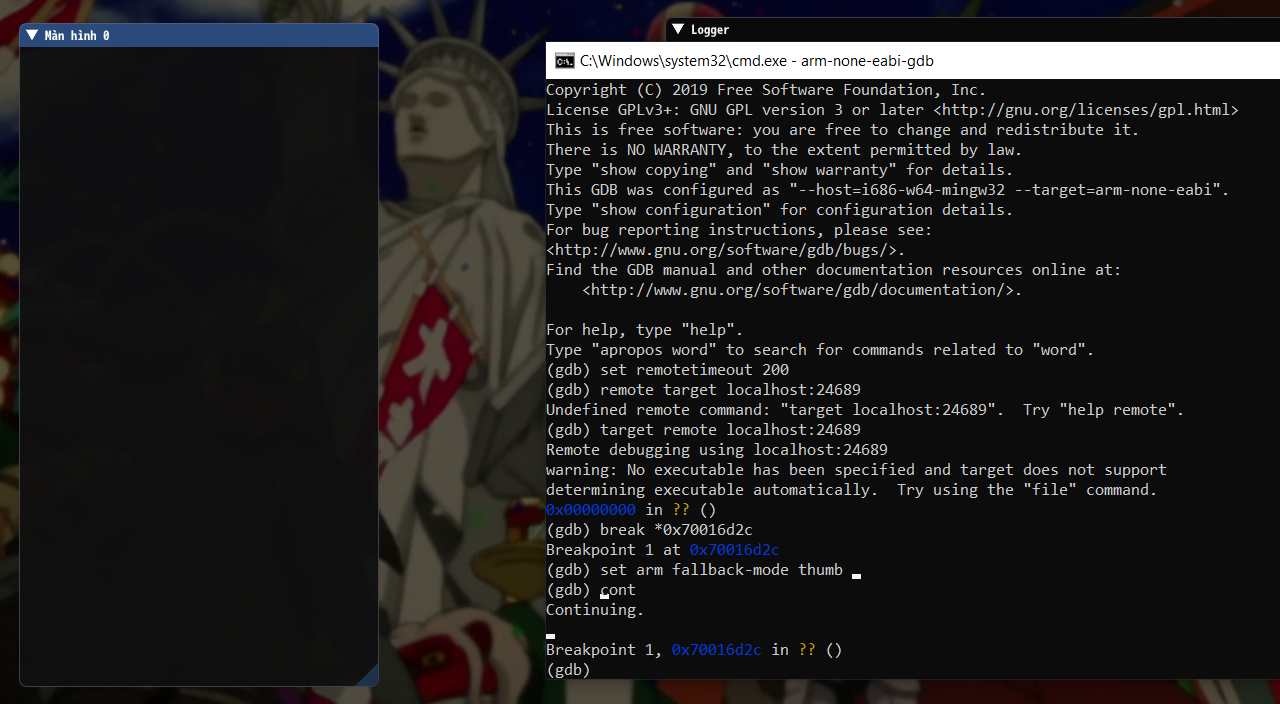 Màn hình 0
Logger
C:\Windows\system32\cmd.exe - arm-none-eabi-gdb
Copyright (C) 2019 Free Software Foundation, Inc.
License GPLv3+: GNU GPL version 3 or later <http://gnu.org/licenses/gpl.html>
This is free software: you are free to change and redistribute it.
There is NO WARRANTY, to the extent permitted by law.
Type "show copying" and "show warranty" for details.
This GDB was configured as "--host=i686-w64-mingw32 --target=arm-none-eabi".
Type "show configuration" for configuration details.
For bug reporting instructions, please see:
<http://www.gnu.org/software/gdb/bugs/>.
Find the GDB manual and other documentation resources online at:
    <http://www.gnu.org/software/gdb/documentation/>.
For help, type "help".
Type "apropos word" to search for commands related to "word".
(gdb) set remotetimeout 200
(gdb) remote target localhost:24689
Undefined remote command: "target localhost:24689".  Try "help remote".
(gdb) target remote localhost:24689
Remote debugging using localhost:24689
warning: No executable has been specified and target does not support
determining executable automatically.  Try using the "file" command.
0x00000000 in ?? ()
(gdb) break *0x70016d2c
Breakpoint 1 at 0x70016d2c
(gdb) set arm fallback-mode thumb
(gdb) cont
Continuing.
Breakpoint 1, 0x70016d2c in ?? ()
(gdb)